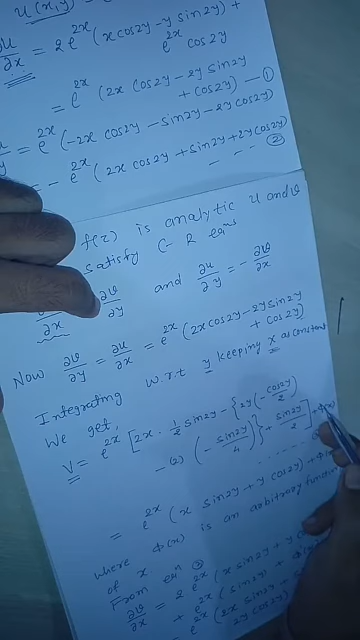 u(x,y)
∂u/∂x = 2e^2x (x cos2y - y sin2y) +
e^2x cos2y
= e^2x (2x cos2y - 2y sin2y
+ cos2y) — ①
= e^2x (-2x cos2y - sin2y - 2y cos2y)
= - e^2x (2x cos2y + sin2y + 2y cos2y)
- - - ②
f(z) is analytic u and v
satisfy C-R eqns
∂x ∂v/∂y and ∂u/∂y = - ∂v/∂x
Now ∂v/∂y = ∂u/∂x = e^2x (2x cos2y - 2y sin2y
+ cos2y)
Integrating w.r.t y keeping x as constant
We get,
V = e^2x [2x · 1/2 sin2y - {2y (- cos2y/2)
- (2) (- sin2y/4)} + sin2y/2] + ϕ(x)
= e^2x (x sin2y + y cos2y) + ϕ(x)
where ϕ(x) is an arbitrary function
of x
From eqn ③
∂v/∂x = 2 e^2x (x sin2y + y
+ e^2x (sin2y) +
e^2x (2x sin2y
2y cos2y)